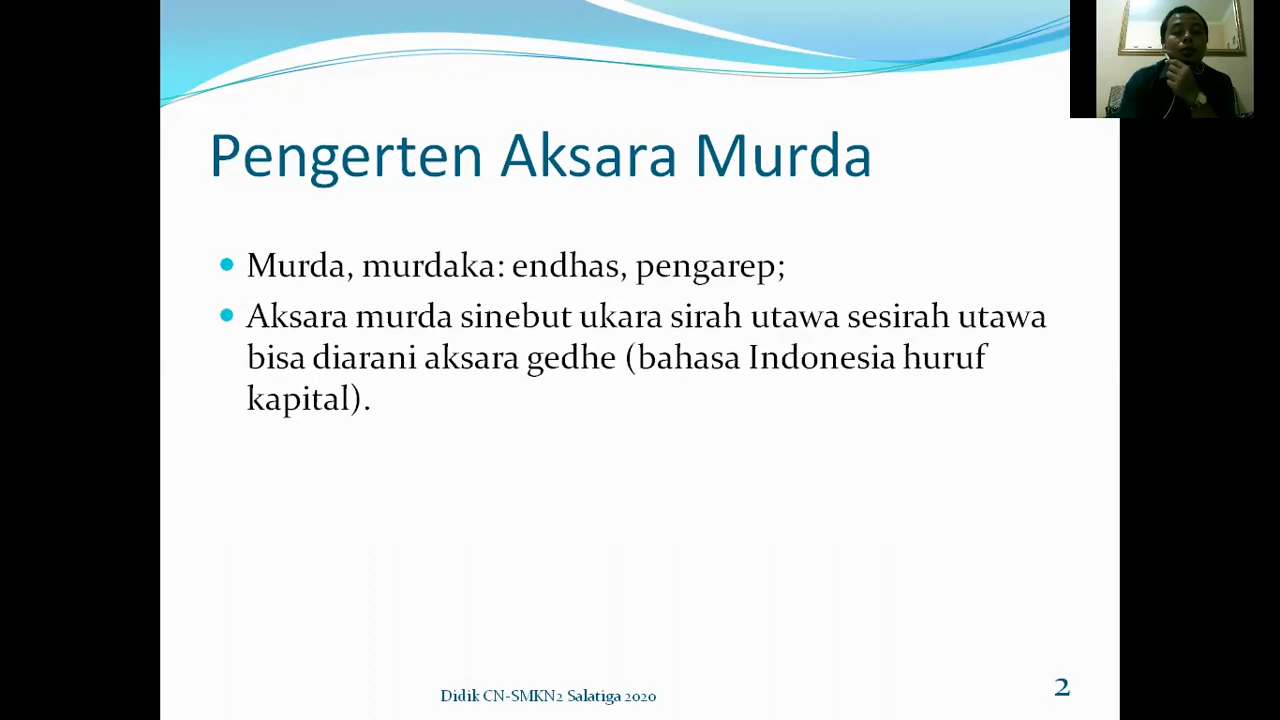 Pengerten Aksara Murda
Murda, murdaka: endhas, pengarep;
Aksara murda sinebut ukara sirah utawa sesirah utawa
bisa diarani aksara gedhe (bahasa Indonesia huruf
kapital).
Didik CN-SMKN2 Salatiga 2020
2